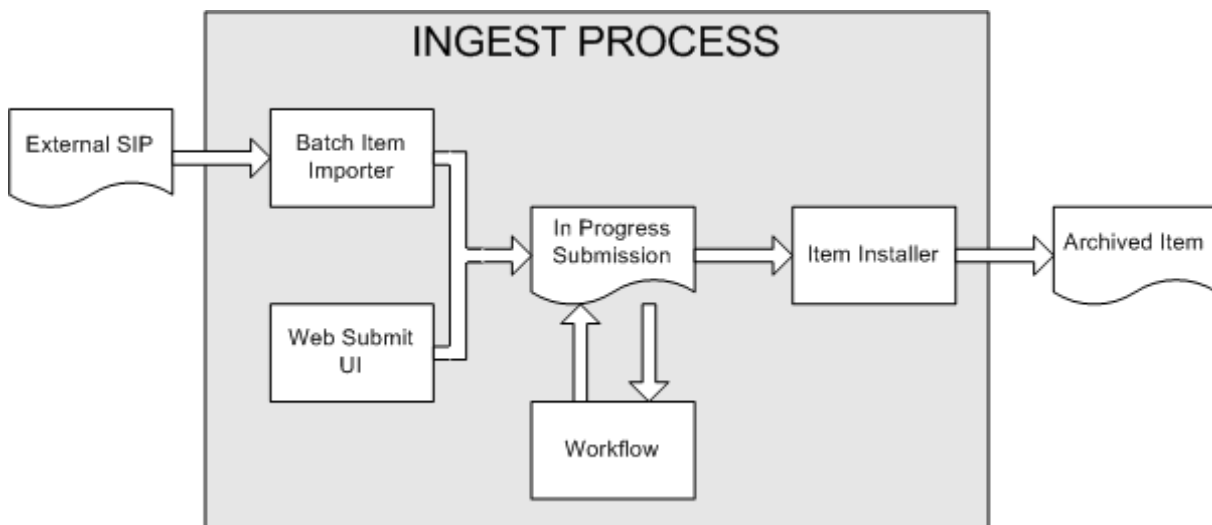 INGEST PROCESS
External SIP
Batch Item
Importer
In Progress
Submission
Item Installer
Archived Item
Web Submit
UI
Workflow